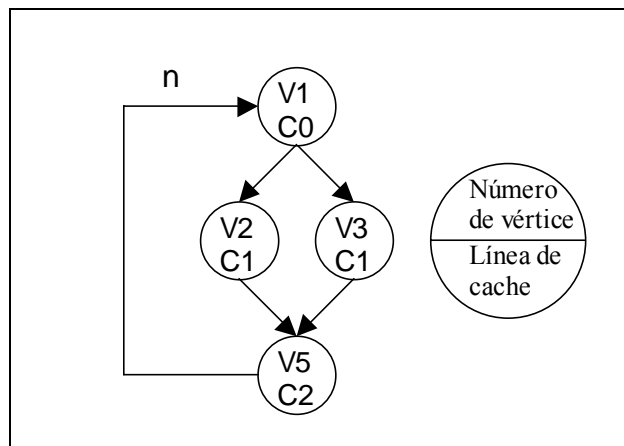 n
V1
C0
V2
C1
V3
C1
Número
de vértice
Línea de
cache
V5
C2